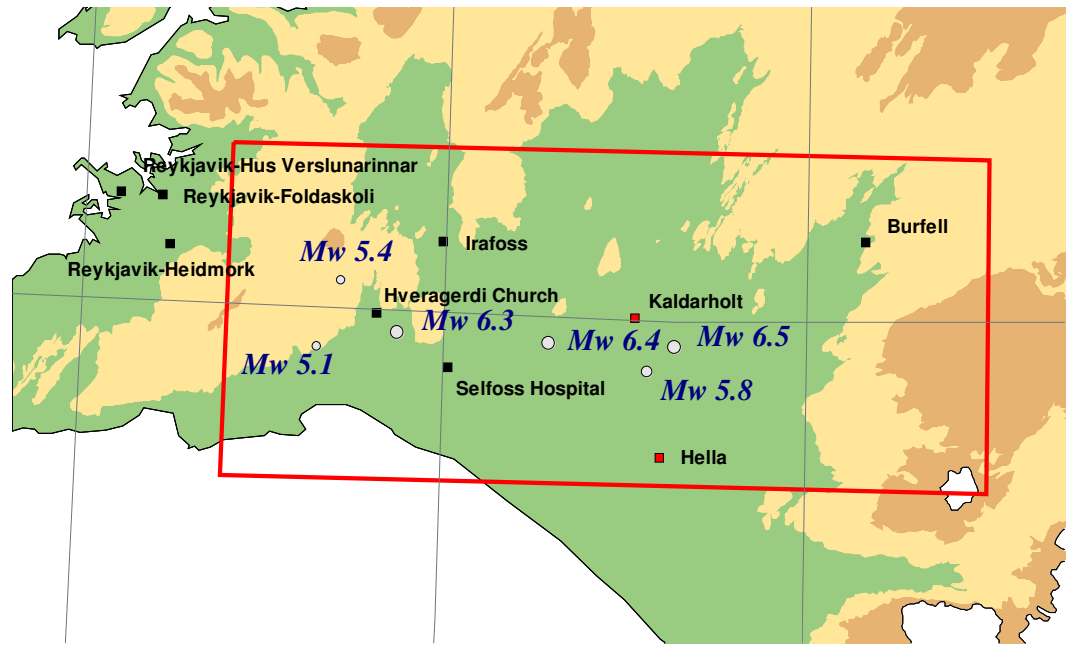 Reykjavik-Hus Verslunarinnar
Reykjavik-Foldaskoli
Burfell
Irafoss
Mw 5.4
Reykjavik-Heidmork
Hveragerdi Church
Kaldarholt
Mw 6.3
Mw 6.4
Mw 6.5
Mw 5.1
Selfoss Hospital
Mw 5.8
Hella